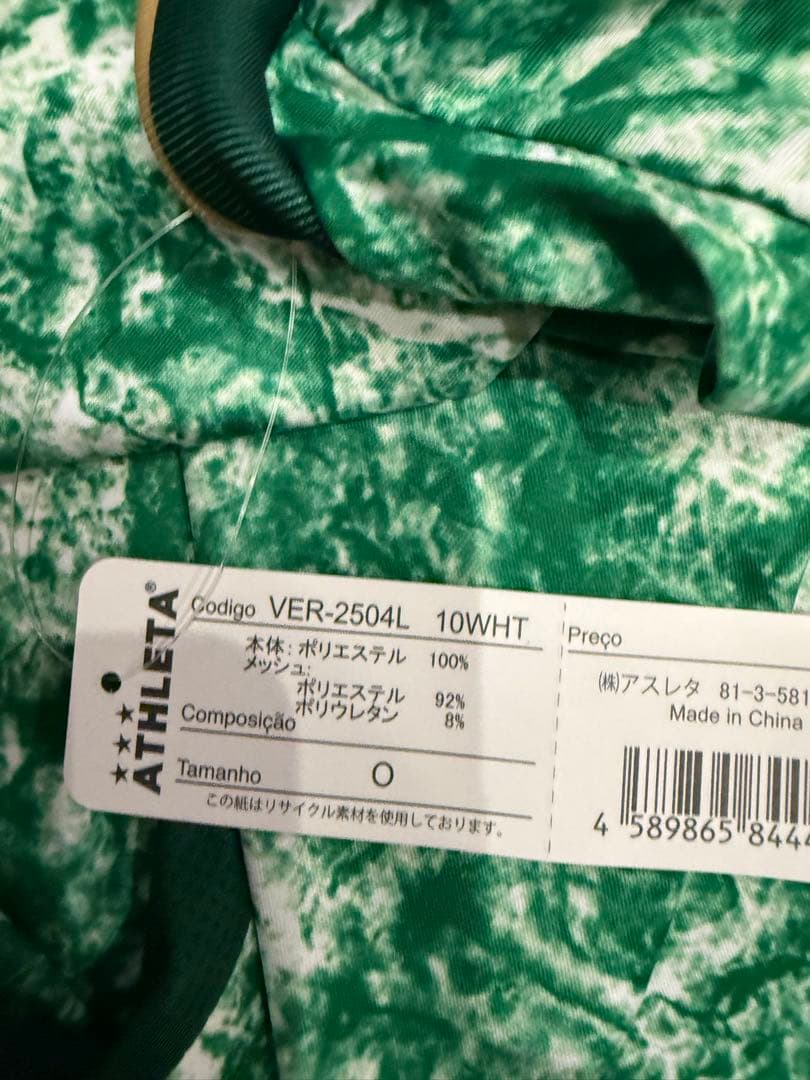 ATHLETA®
Codigo VER-2504L 10WHT
本体:ポリエステル 100%
メッシュ:
ポリエステル 92%
ポリウレタン 8%
Composição
Tamanho O
この紙はリサイクル素材を使用しております。
Preço
㈱アスレタ 81-3-581
Made in China
4 589865 844